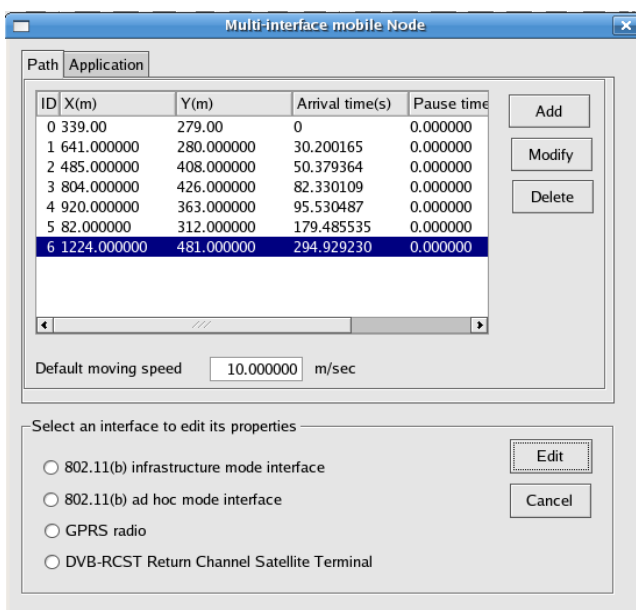 Multi-interface mobile Node
Path Application
ID X(m) Y(m) Arrival time(s) Pause time
0 339.00 279.00 0 0.000000
1 641.000000 280.000000 30.200165 0.000000
2 485.000000 408.000000 50.379364 0.000000
3 804.000000 426.000000 82.330109 0.000000
4 920.000000 363.000000 95.530487 0.000000
5 82.000000 312.000000 179.485535 0.000000
6 1224.000000 481.000000 294.929230 0.000000
Add
Modify
Delete
Default moving speed 10.000000 m/sec
Select an interface to edit its properties
802.11(b) infrastructure mode interface
802.11(b) ad hoc mode interface
GPRS radio
DVB-RCST Return Channel Satellite Terminal
Edit
Cancel